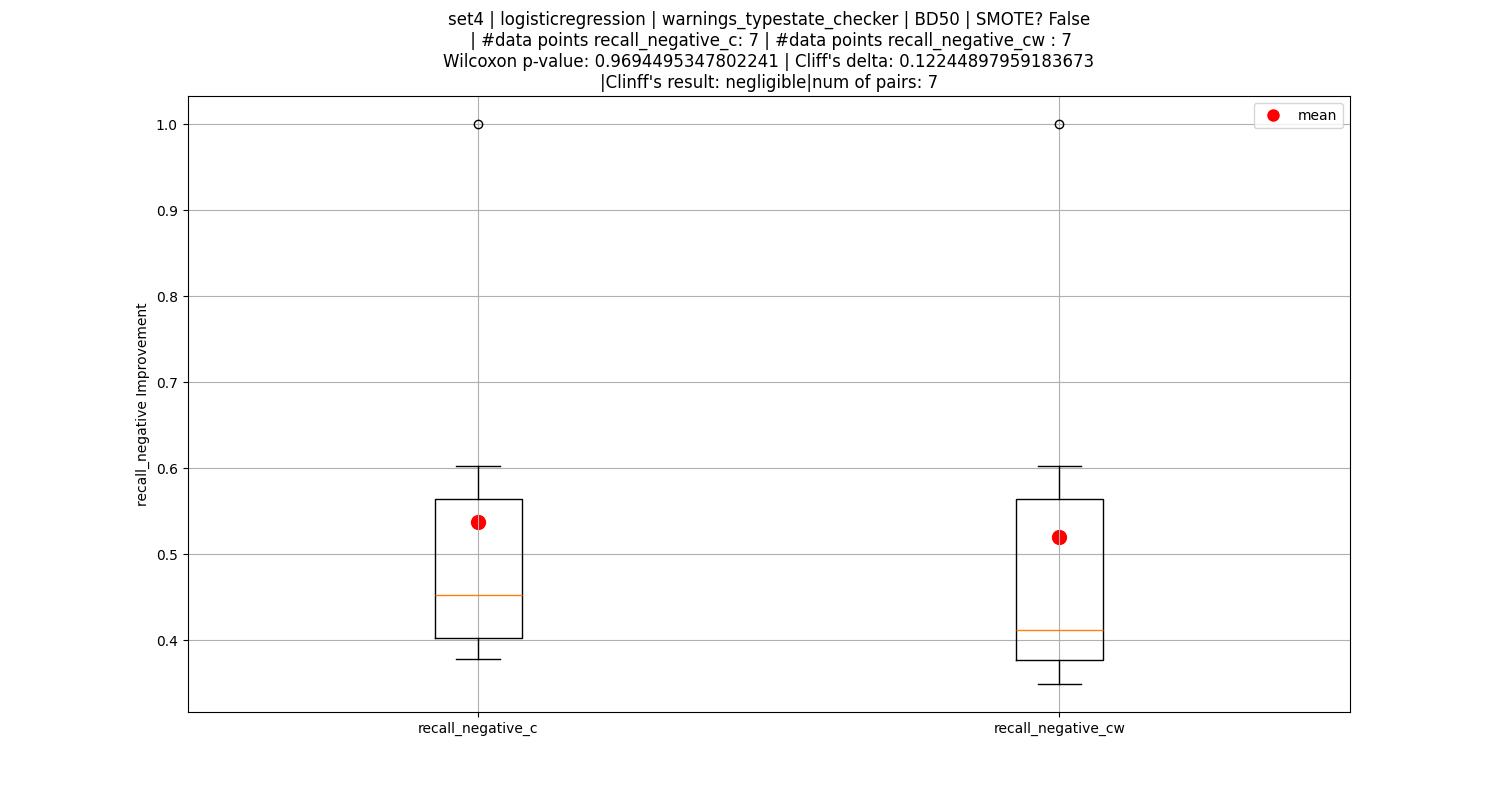 set4 | logisticregression | warnings_typestate_checker | BD50 | SMOTE? False
| #data points recall_negative_c: 7 | #data points recall_negative_cw : 7
Wilcoxon p-value: 0.9694495347802241 | Cliff's delta: 0.12244897959183673
|Clinff's result: negligible|num of pairs: 7
mean
recall_negative Improvement
1.0
0.9
0.8
0.7
0.6
0.5
0.4
recall_negative_c
recall_negative_cw